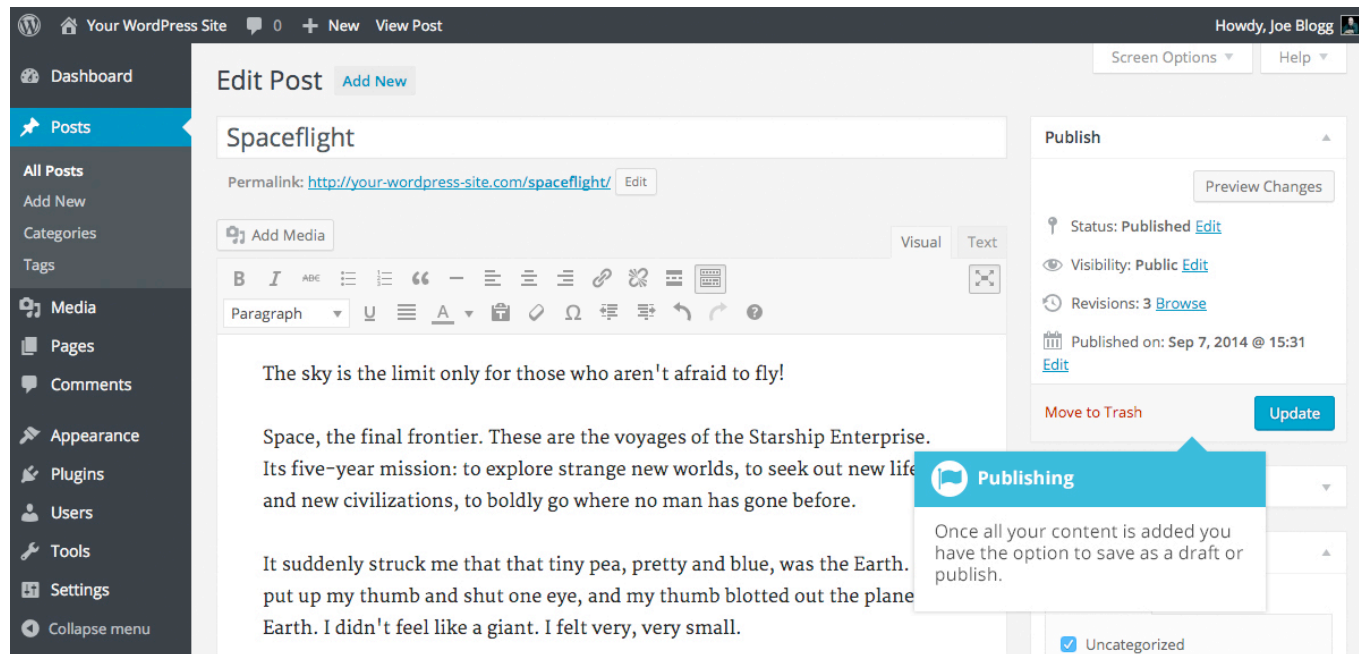 Your WordPress Site 0 + New View Post
Howdy, Joe Blogg
Screen Options Help
Dashboard
Posts
All Posts
Add New
Categories
Tags
Media
Pages
Comments
Appearance
Plugins
Users
Tools
Settings
Collapse menu
Edit Post Add New
Spaceflight
Permalink: http://your-wordpress-site.com/spaceflight/ Edit
Add Media
Visual Text
B I ABC
Paragraph U A Ω
The sky is the limit only for those who aren't afraid to fly!
Space, the final frontier. These are the voyages of the Starship Enterprise.
Its five-year mission: to explore strange new worlds, to seek out new life
and new civilizations, to boldly go where no man has gone before.
It suddenly struck me that that tiny pea, pretty and blue, was the Earth.
put up my thumb and shut one eye, and my thumb blotted out the plane
Earth. I didn't feel like a giant. I felt very, very small.
Publish
Preview Changes
Status: Published Edit
Visibility: Public Edit
Revisions: 3 Browse
Published on: Sep 7, 2014 @ 15:31
Edit
Move to Trash Update
Publishing
Once all your content is added you
have the option to save as a draft or
publish.
Uncategorized